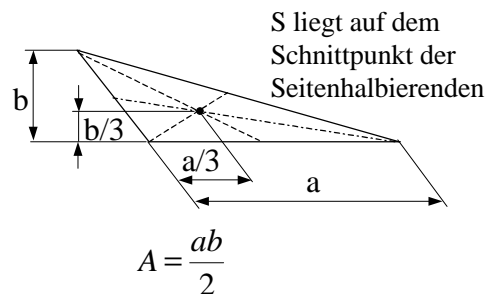 S liegt auf dem
Schnittpunkt der
Seitenhalbierenden
b
b/3
a/3
a
A = ab/2